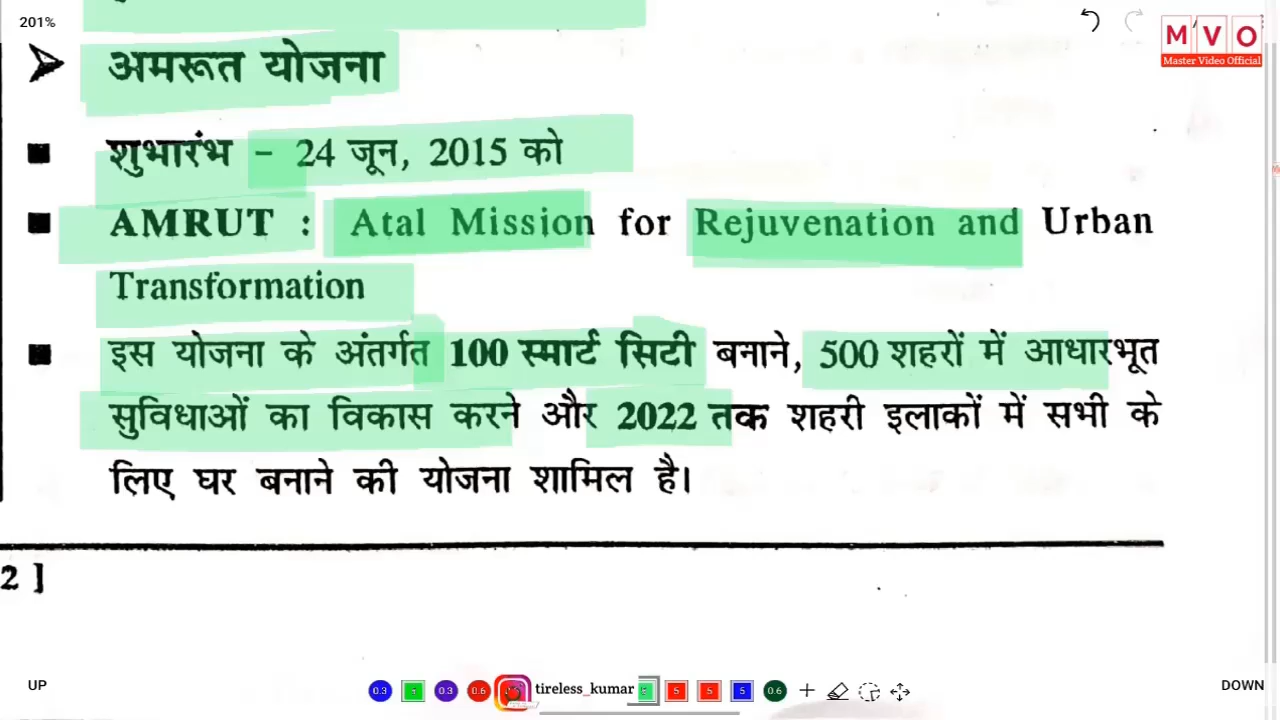 201%
MVO
Master Video Official
अमरूत योजना
शुभारंभ – 24 जून, 2015 को
AMRUT : Atal Mission for Rejuvenation and Urban
Transformation
इस योजना के अंतर्गत 100 स्मार्ट सिटी बनाने, 500 शहरों में आधारभूत
सुविधाओं का विकास करने और 2022 तक शहरी इलाकों में सभी के
लिए घर बनाने की योजना शामिल है।
2 ]
UP
0.3 0.3 0.6 tireless_kumar 5 5 5 0.6
DOWN